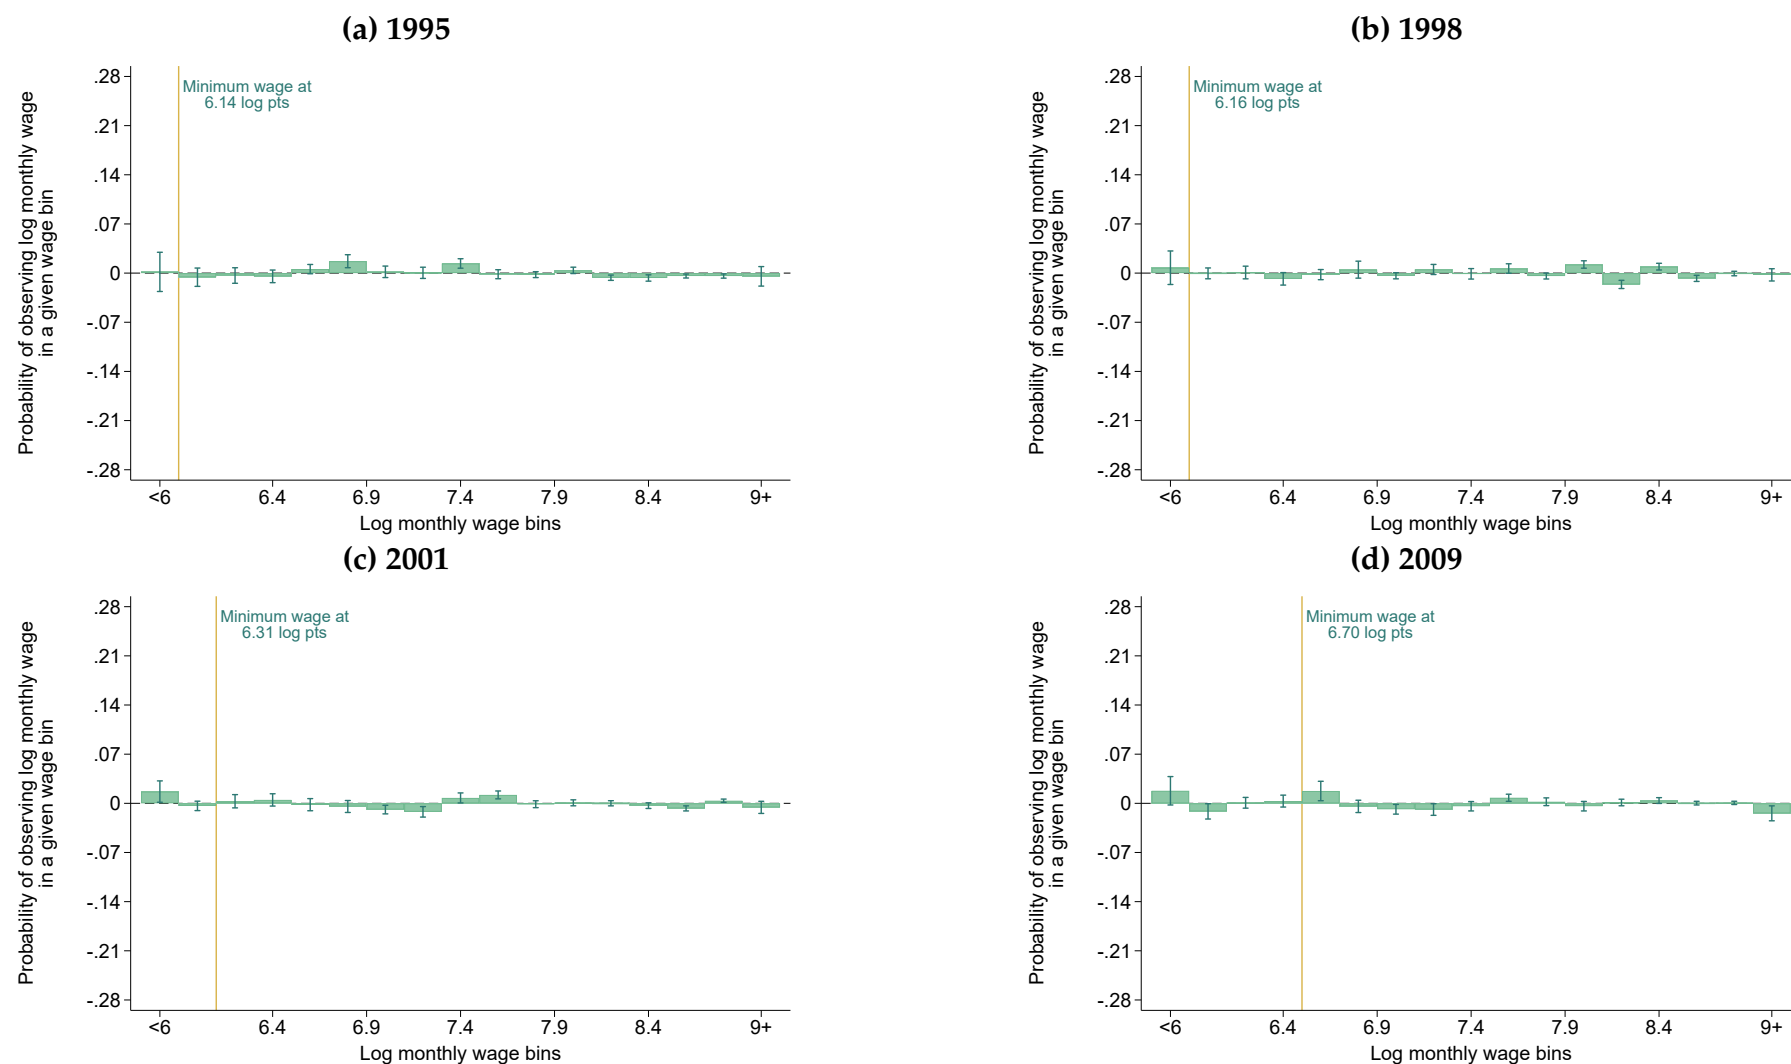 (a) 1995
Probability of observing log monthly wage
in a given wage bin
.28
.21
.14
.07
0
-.07
-.14
-.21
-.28
Minimum wage at
6.14 log pts
<6 6.4 6.9 7.4 7.9 8.4 9+
Log monthly wage bins
(b) 1998
Probability of observing log monthly wage
in a given wage bin
.28
.21
.14
.07
0
-.07
-.14
-.21
-.28
Minimum wage at
6.16 log pts
<6 6.4 6.9 7.4 7.9 8.4 9+
Log monthly wage bins
(c) 2001
Probability of observing log monthly wage
in a given wage bin
.28
.21
.14
.07
0
-.07
-.14
-.21
-.28
Minimum wage at
6.31 log pts
<6 6.4 6.9 7.4 7.9 8.4 9+
Log monthly wage bins
(d) 2009
Probability of observing log monthly wage
in a given wage bin
.28
.21
.14
.07
0
-.07
-.14
-.21
-.28
Minimum wage at
6.70 log pts
<6 6.4 6.9 7.4 7.9 8.4 9+
Log monthly wage bins